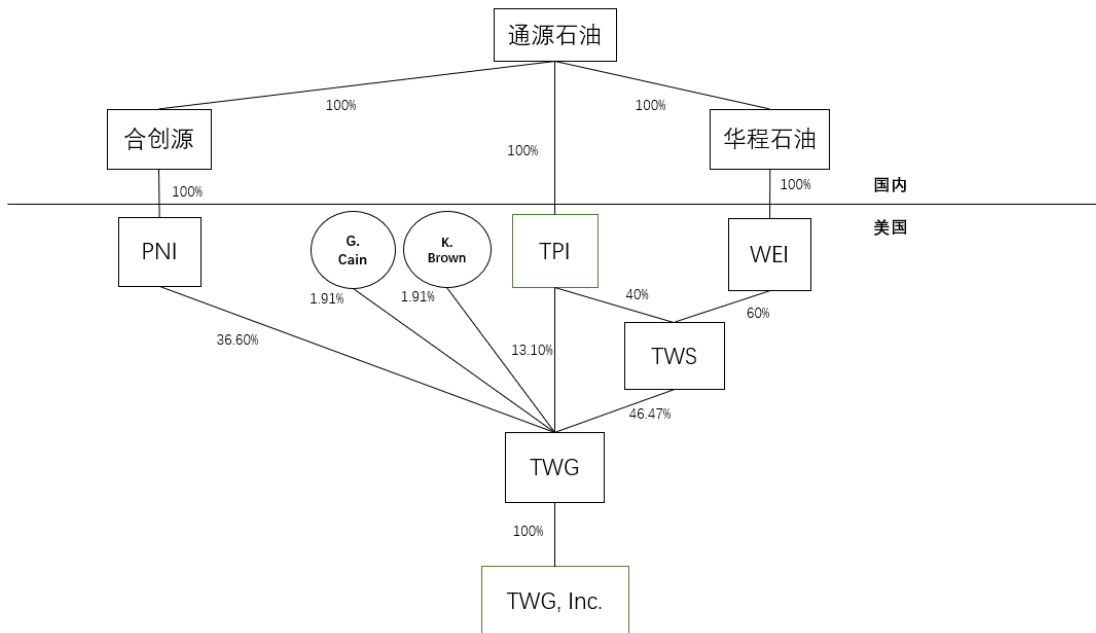 通源石油
100%
100%
100%
合创源
华程石油
100%
100%
国内
美国
PNI
G.
Cain
K.
Brown
TPI
WEI
1.91%
1.91%
40%
60%
36.60%
13.10%
TWS
46.47%
TWG
100%
TWG, Inc.